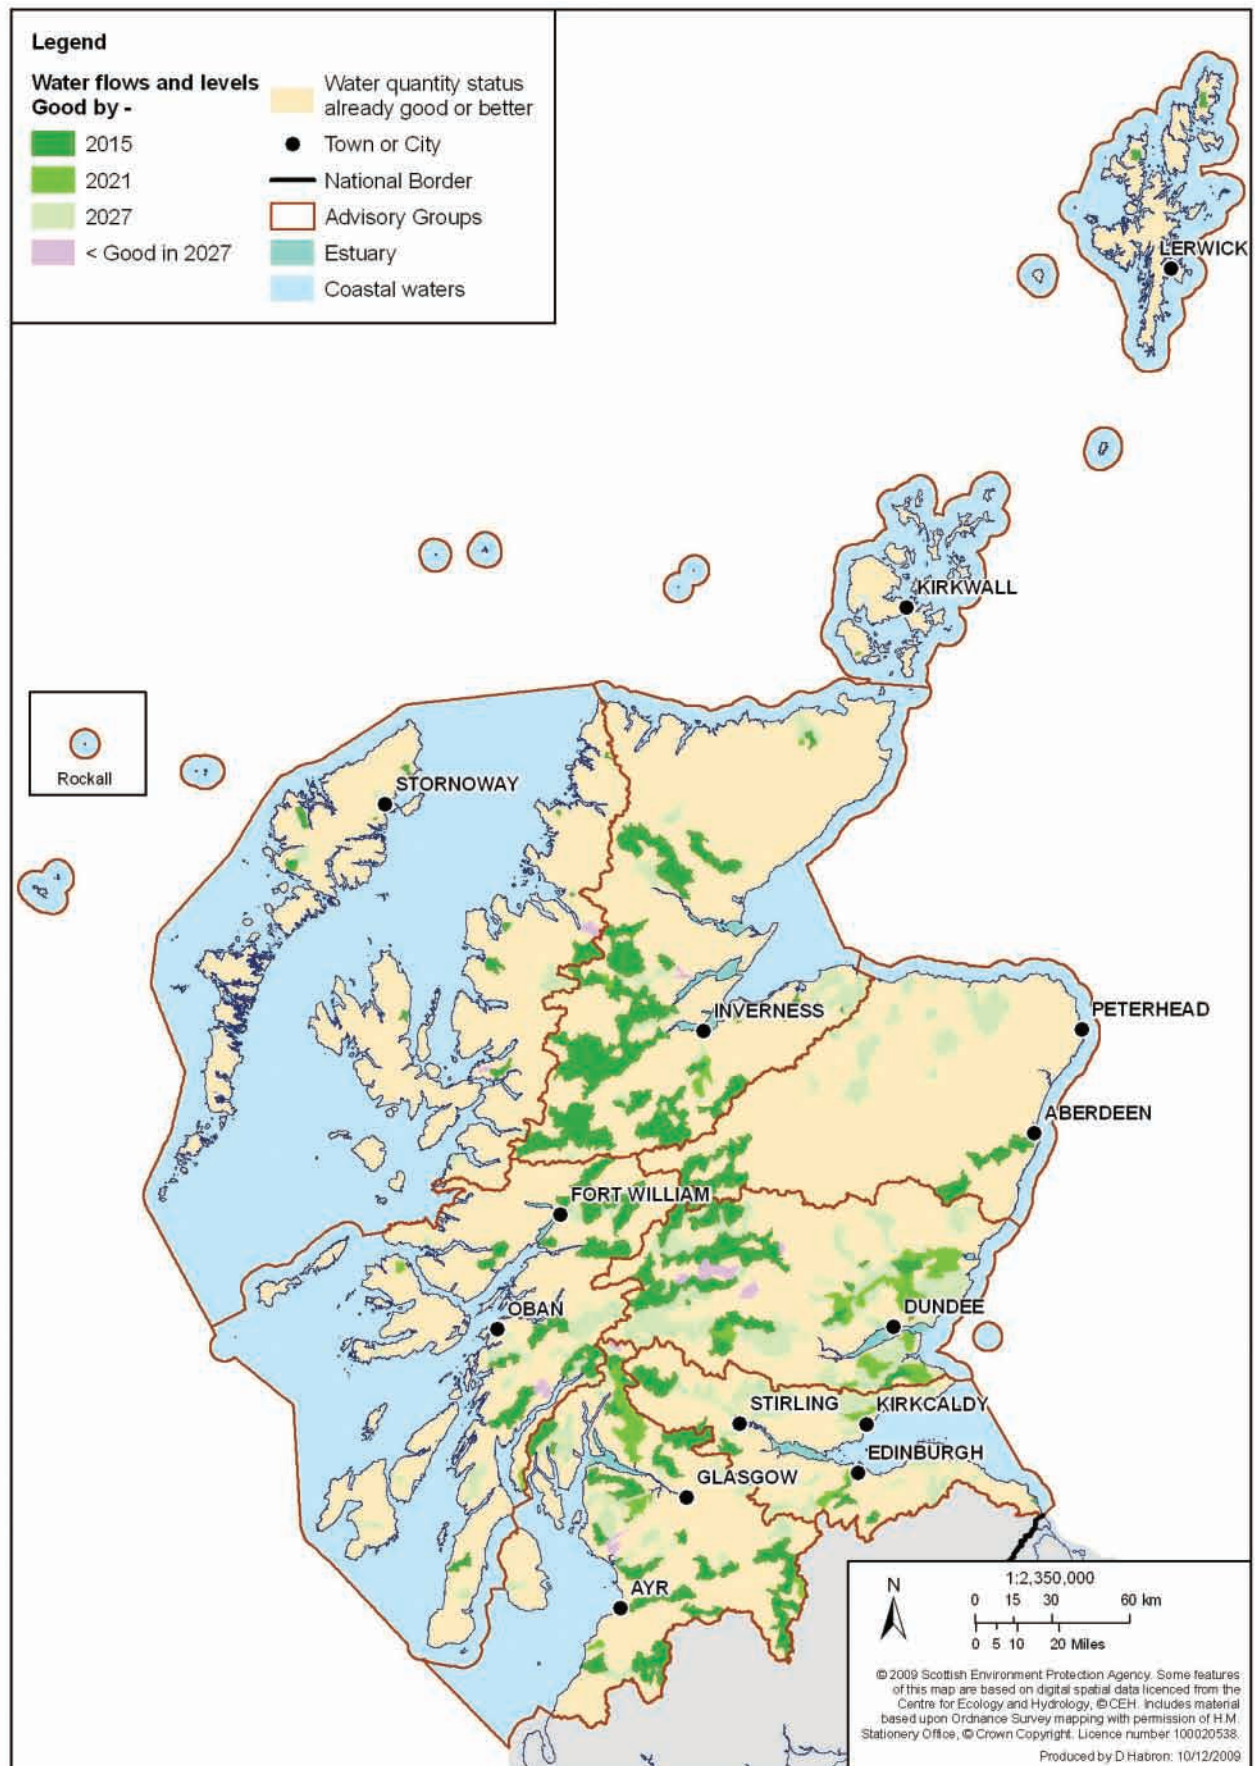 Legend
Water flows and levels
Good by -
2015
2021
2027
< Good in 2027
Water quantity status
already good or better
Town or City
National Border
Advisory Groups
Estuary
Coastal waters
LERWICK
KIRKWALL
Rockall
STORNOWAY
INVERNESS
PETERHEAD
ABERDEEN
FORT WILLIAM
OBAN
DUNDEE
STIRLING
KIRKCALDY
EDINBURGH
GLASGOW
AYR
N
1:2,350,000
0 15 30 60 km
0 5 10 20 Miles
© 2009 Scottish Environment Protection Agency. Some features
of this map are based on digital spatial data licenced from the
Centre for Ecology and Hydrology, © CEH. Includes material
based upon Ordnance Survey mapping with permission of H.M.
Stationery Office, © Crown Copyright. Licence number 100020538.
Produced by D Habron: 10/12/2009